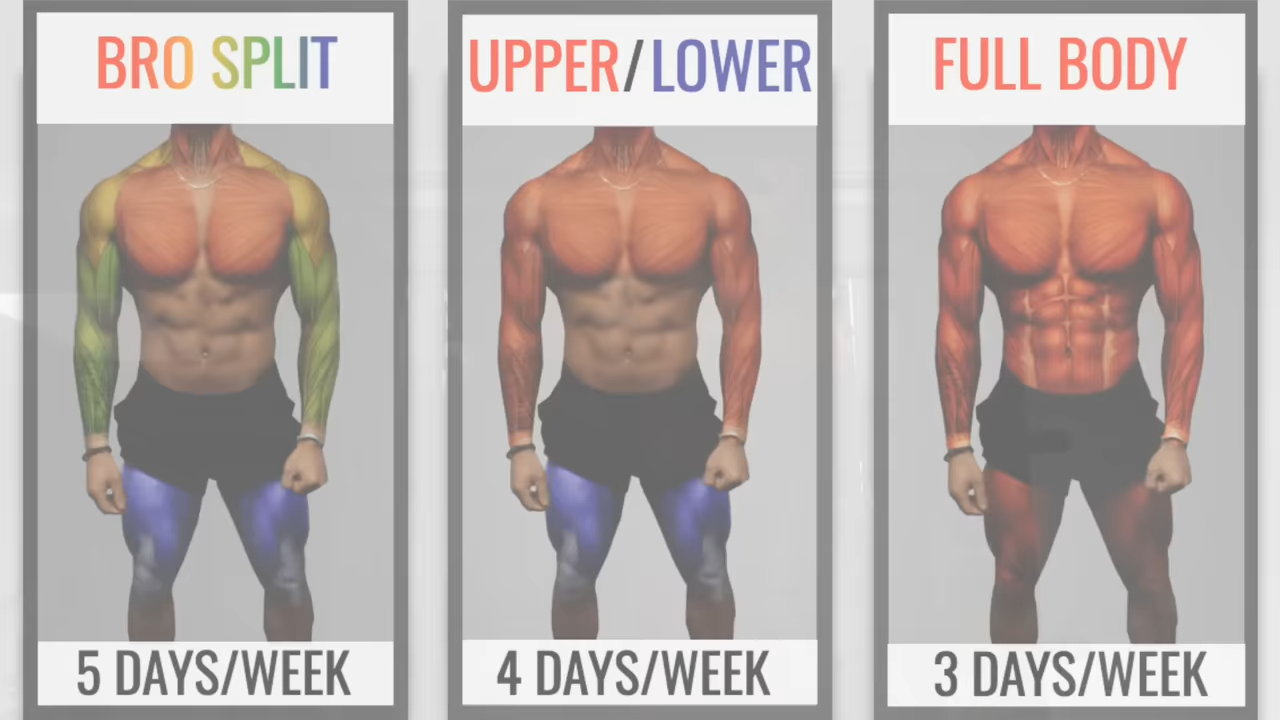 BRO SPLIT
5 DAYS/WEEK
UPPER/LOWER
4 DAYS/WEEK
FULL BODY
3 DAYS/WEEK